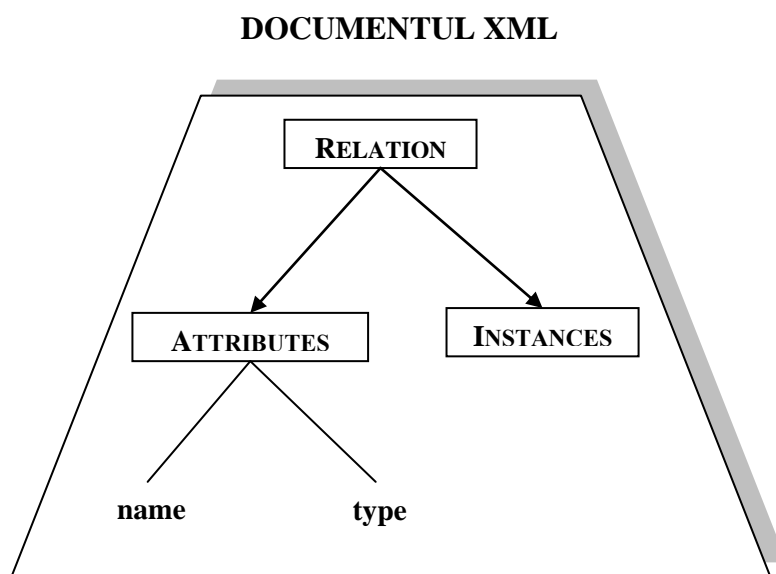 DOCUMENTUL XML
RELATION
ATTRIBUTES
INSTANCES
name
type